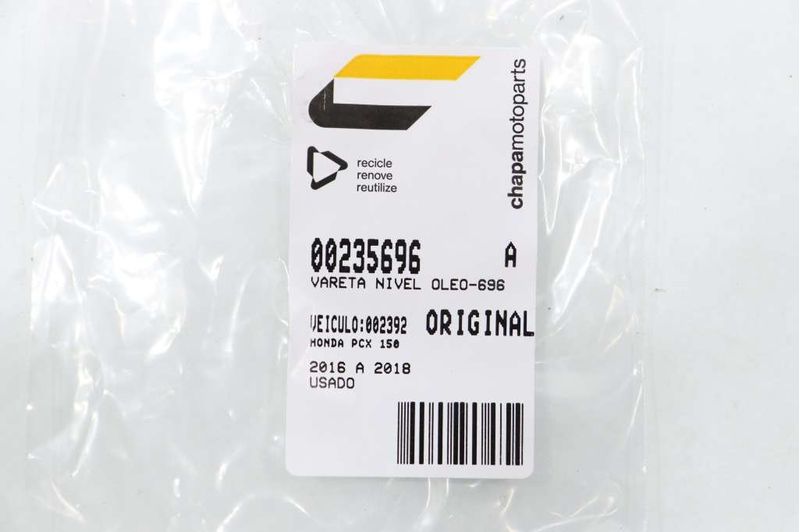 chapamotoparts
recicle
renove
reutilize
00235696 A
VARETA NIVEL OLEO-696
VEICULO:002392 ORIGINAL
HONDA PCX 150
2016 A 2018
USADO